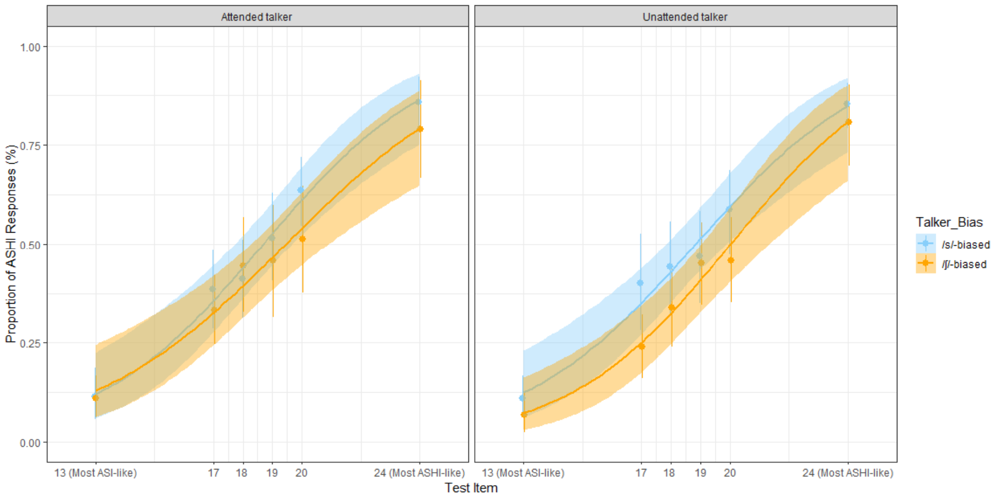 Attended talker
Unattended talker
Proportion of ASHI Responses (%)
1.00
0.75
0.50
0.25
0.00
13 (Most ASI-like) 17 18 19 20 24 (Most ASHI-like)
13 (Most ASI-like) 17 18 19 20 24 (Most ASHI-like)
Test Item
Talker_Bias
/s/-biased
/ʃ/-biased